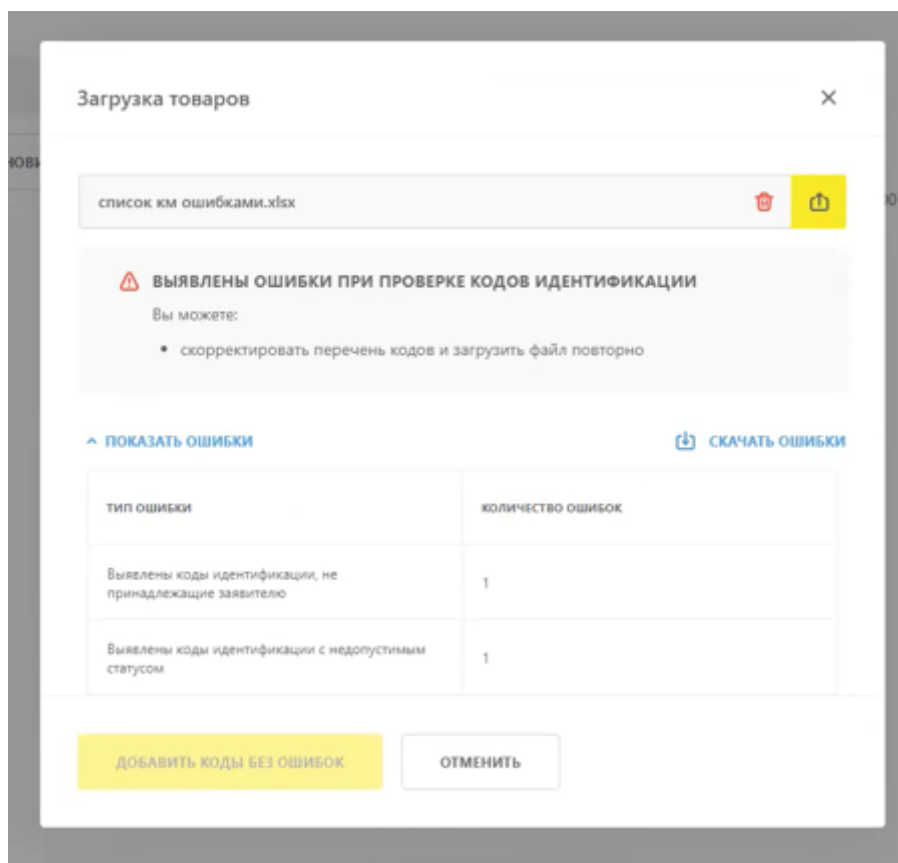 Загрузка товаров
список км ошибками.xlsx
ВЫЯВЛЕНЫ ОШИБКИ ПРИ ПРОВЕРКЕ КОДОВ ИДЕНТИФИКАЦИИ
Вы можете:
• скорректировать перечень кодов и загрузить файл повторно
ПОКАЗАТЬ ОШИБКИ
СКАЧАТЬ ОШИБКИ
ТИП ОШИБКИ
КОЛИЧЕСТВО ОШИБОК
Выявлены коды идентификации, не
принадлежащие заявителю
1
Выявлены коды идентификации с недопустимым
статусом
1
ДОБАВИТЬ КОДЫ БЕЗ ОШИБОК
ОТМЕНИТЬ